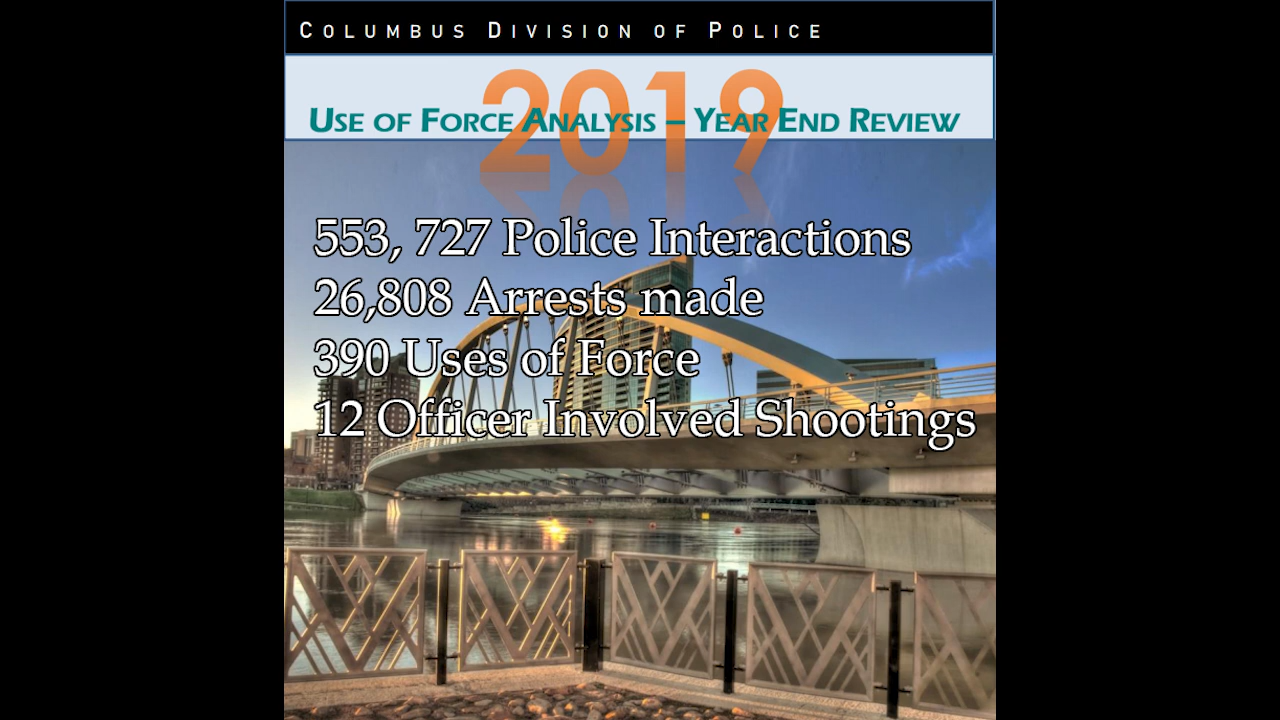 COLUMBUS DIVISION OF POLICE
2019
USE OF FORCE ANALYSIS – YEAR END REVIEW
553, 727 Police Interactions
26,808 Arrests made
390 Uses of Force
12 Officer Involved Shootings